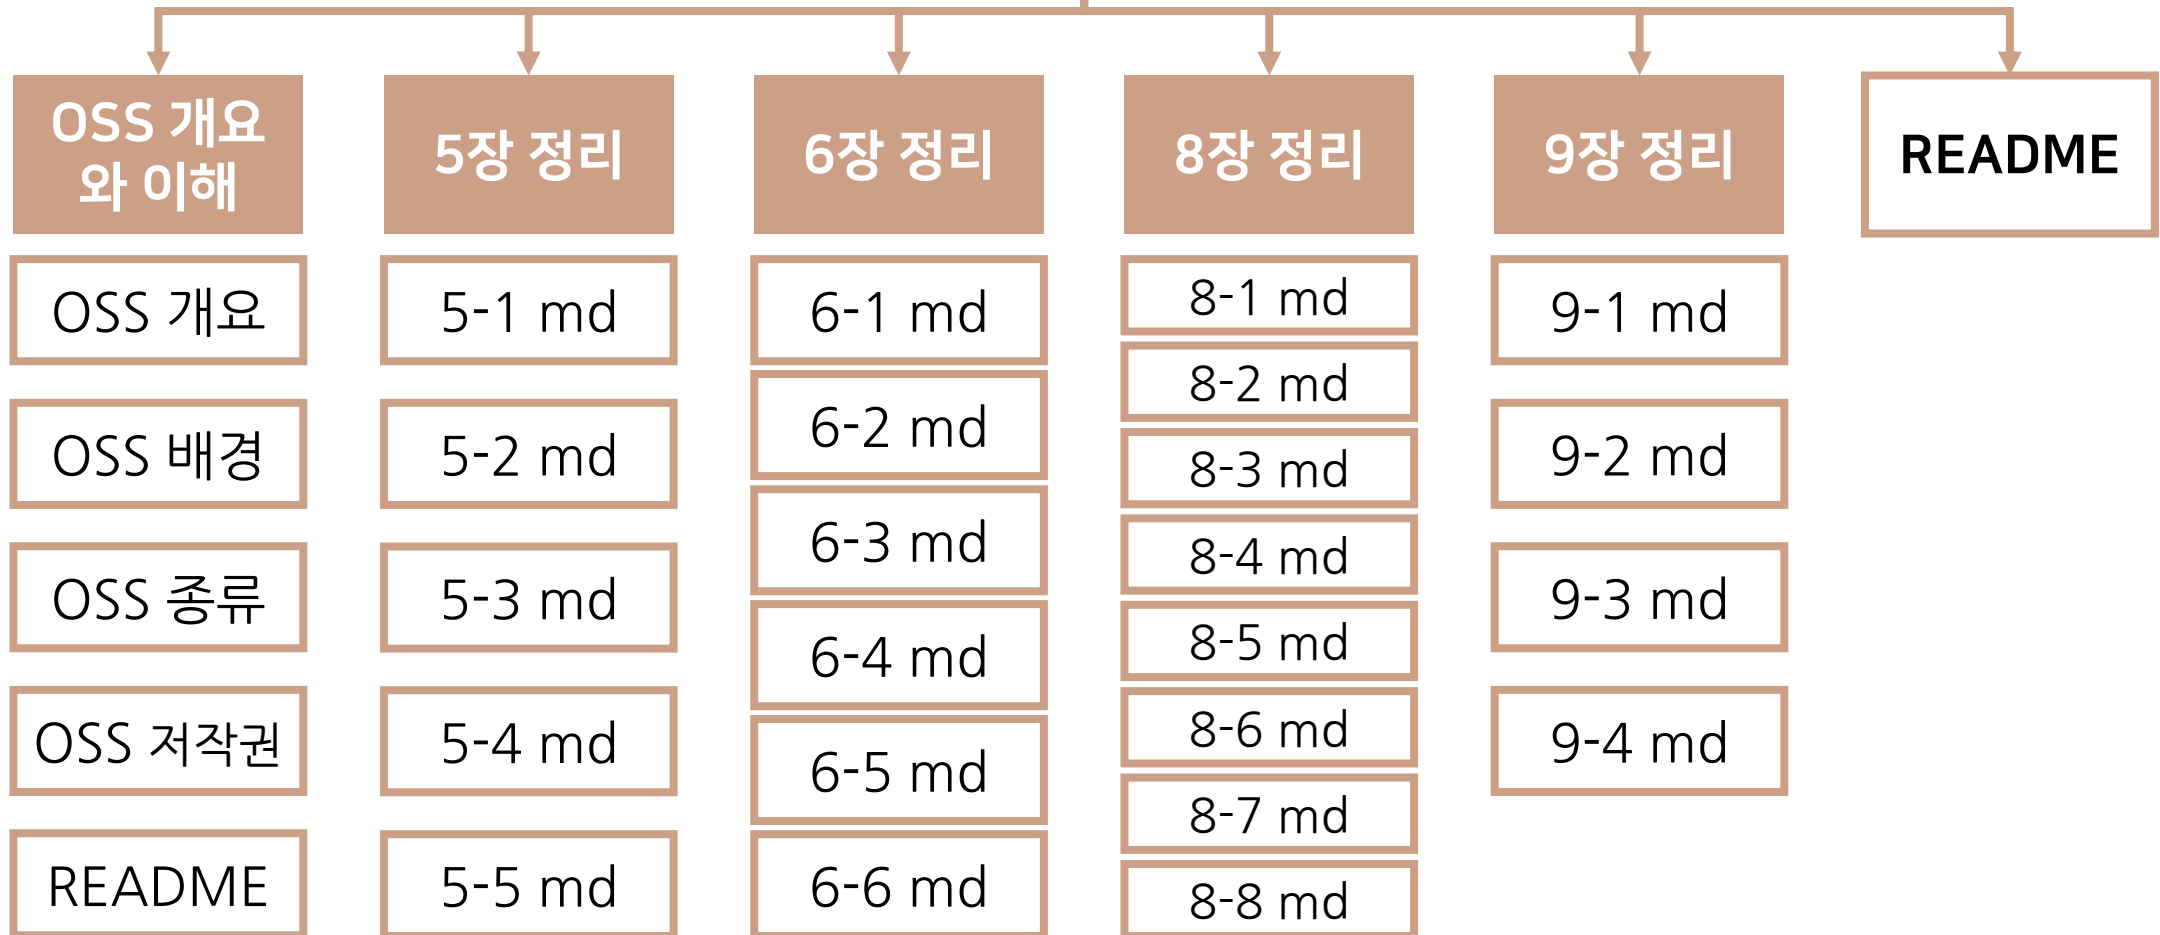 OSS 개요
와 이해
OSS 개요
OSS 배경
OSS 종류
OSS 저작권
README
5장 정리
5-1 md
5-2 md
5-3 md
5-4 md
5-5 md
6장 정리
6-1 md
6-2 md
6-3 md
6-4 md
6-5 md
6-6 md
8장 정리
8-1 md
8-2 md
8-3 md
8-4 md
8-5 md
8-6 md
8-7 md
8-8 md
9장 정리
9-1 md
9-2 md
9-3 md
9-4 md
README